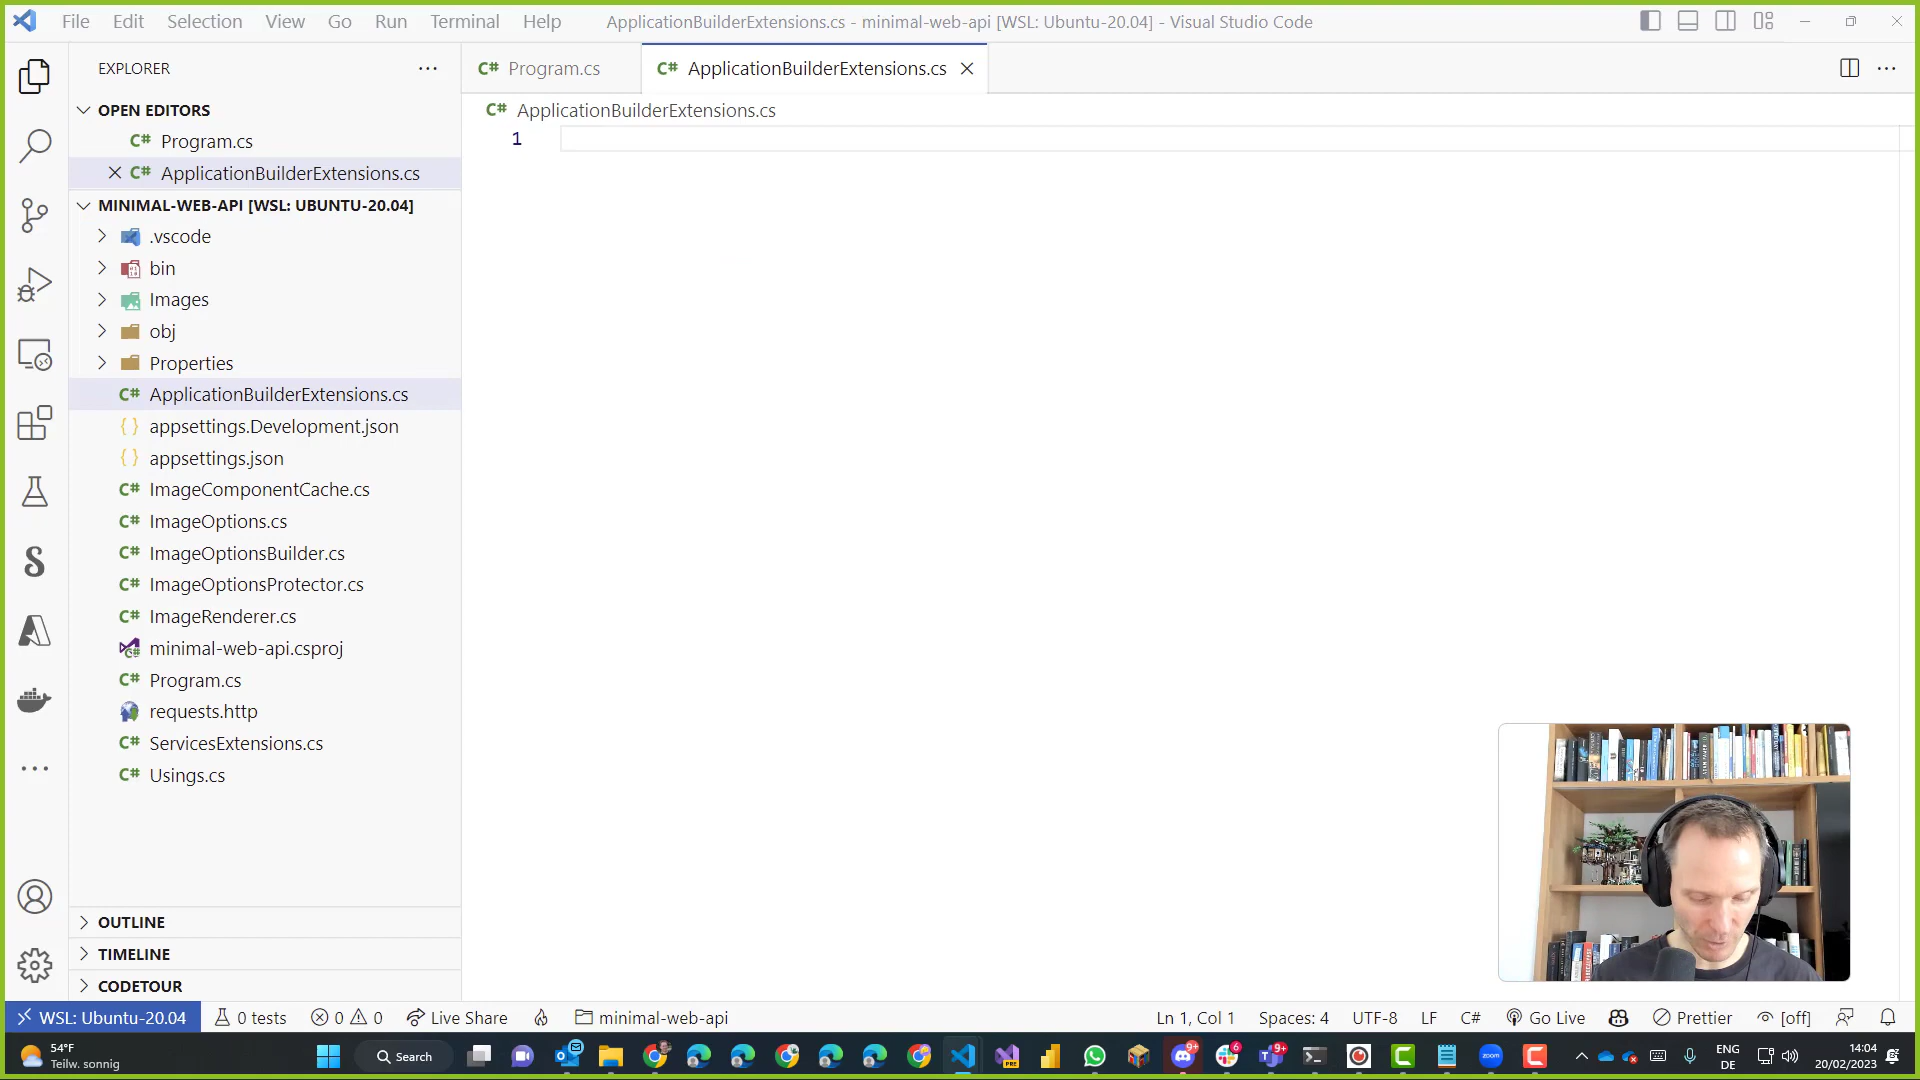 File Edit Selection View Go Run Terminal Help ApplicationBuilderExtensions.cs - minimal-web-api [WSL: Ubuntu-20.04] - Visual Studio Code
EXPLORER
OPEN EDITORS
C# Program.cs
C# ApplicationBuilderExtensions.cs
MINIMAL-WEB-API [WSL: UBUNTU-20.04]
.vscode
bin
Images
obj
Properties
C# ApplicationBuilderExtensions.cs
{ } appsettings.Development.json
{ } appsettings.json
C# ImageComponentCache.cs
C# ImageOptions.cs
C# ImageOptionsBuilder.cs
C# ImageOptionsProtector.cs
C# ImageRenderer.cs
minimal-web-api.csproj
C# Program.cs
requests.http
C# ServicesExtensions.cs
C# Usings.cs
OUTLINE
TIMELINE
CODETOUR
C# Program.cs C# ApplicationBuilderExtensions.cs
C# ApplicationBuilderExtensions.cs
1
WSL: Ubuntu-20.04 0 tests 0 0 Live Share minimal-web-api Ln 1, Col 1 Spaces: 4 UTF-8 LF C# Go Live Prettier [off]
54°F
Teilw. sonnig
Search
PRE
9+
6
9+
zoom
ENG
DE
14:04
20/02/2023